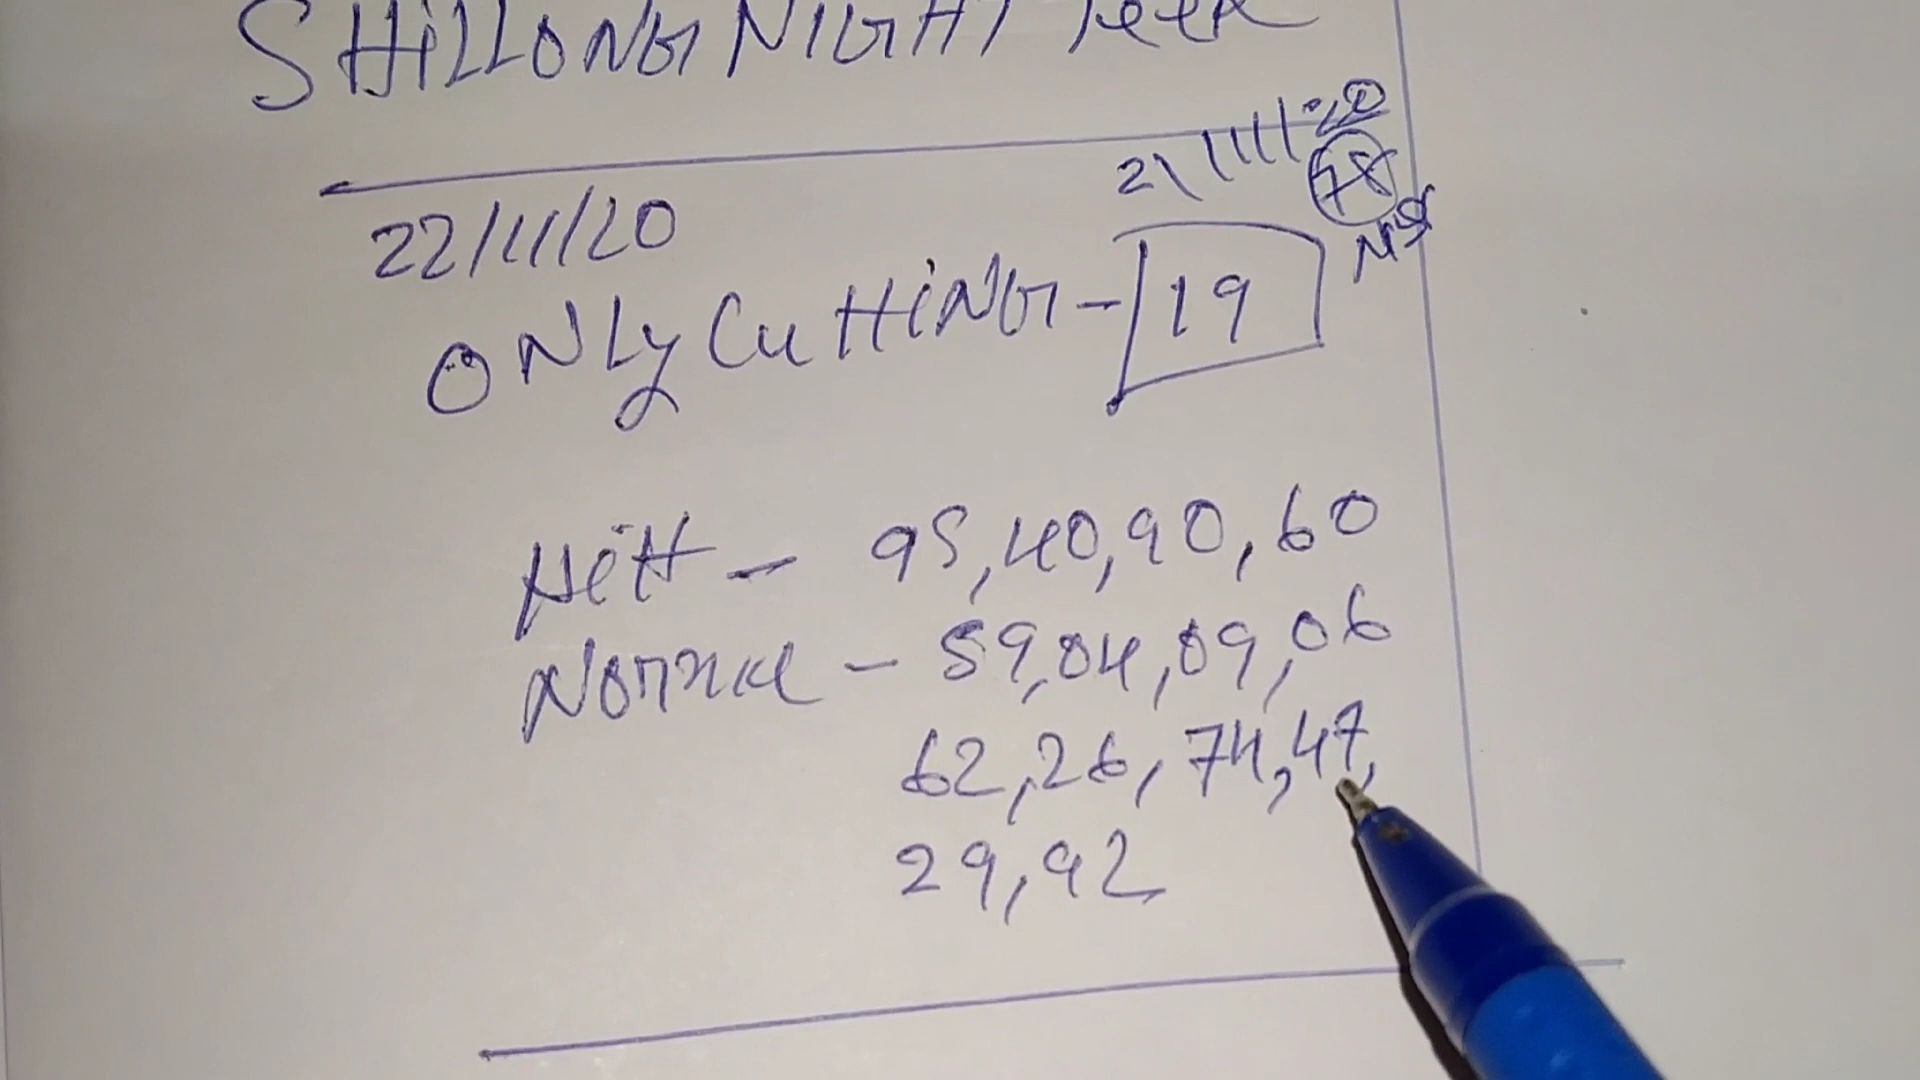 SHILLONG NIGHT Teer
21/11/20
78
22/11/20
ONLy CuttiNG - 19
Hitt - 95, 40, 90, 60
Normal - 59, 04, 09, 06
62, 26, 74, 47,
29, 92